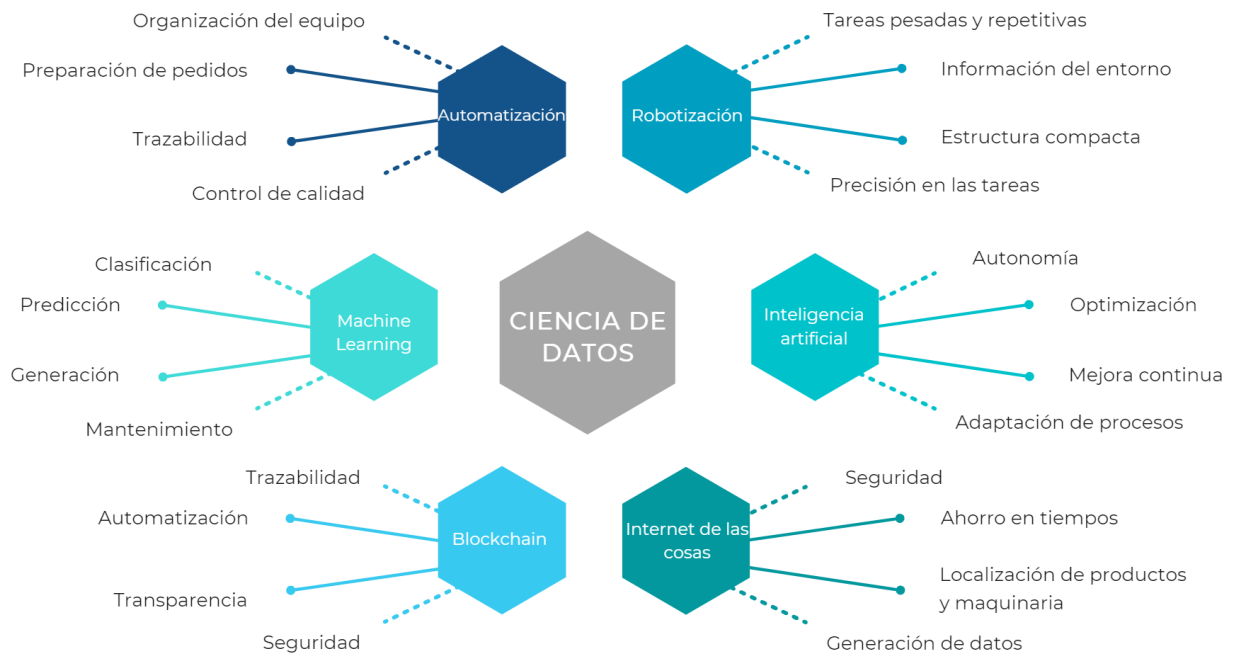 Organización del equipo
Preparación de pedidos
Trazabilidad
Control de calidad
Automatización
Tareas pesadas y repetitivas
Información del entorno
Estructura compacta
Precisión en las tareas
Robotización
Clasificación
Predicción
Generación
Mantenimiento
Machine
Learning
CIENCIA DE
DATOS
Inteligencia
artificial
Autonomía
Optimización
Mejora continua
Adaptación de procesos
Trazabilidad
Automatización
Transparencia
Seguridad
Blockchain
Internet de las
cosas
Seguridad
Ahorro en tiempos
Localización de productos
y maquinaria
Generación de datos